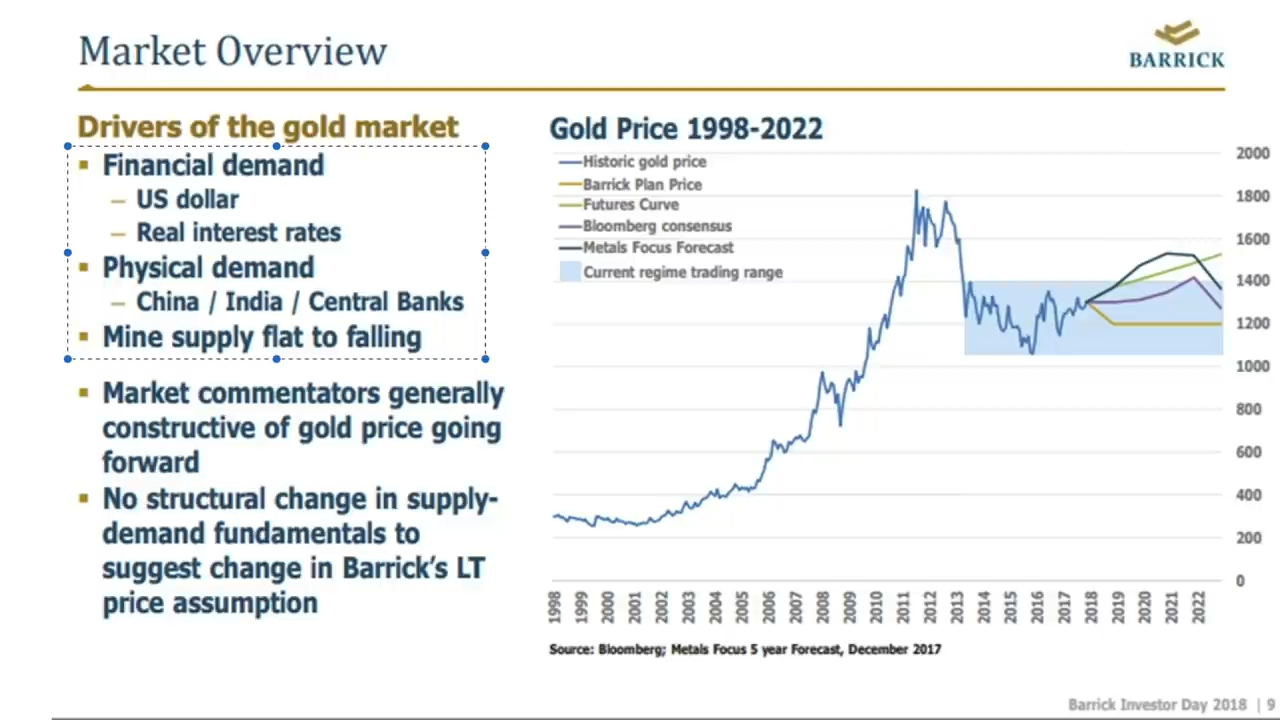 Market Overview
BARRICK
Drivers of the gold market
▪ Financial demand
– US dollar
– Real interest rates
▪ Physical demand
– China / India / Central Banks
▪ Mine supply flat to falling
▪ Market commentators generally
constructive of gold price going
forward
▪ No structural change in supply-
demand fundamentals to
suggest change in Barrick's LT
price assumption
Gold Price 1998-2022
Historic gold price
Barrick Plan Price
Futures Curve
Bloomberg consensus
Metals Focus Forecast
Current regime trading range
2000
1800
1600
1400
1200
1000
800
600
400
200
0
1998
1999
2000
2001
2002
2003
2004
2005
2006
2007
2008
2009
2010
2011
2012
2013
2014
2015
2016
2017
2018
2019
2020
2021
2022
Source: Bloomberg; Metals Focus 5 year Forecast, December 2017
Barrick Investor Day 2018 | 9